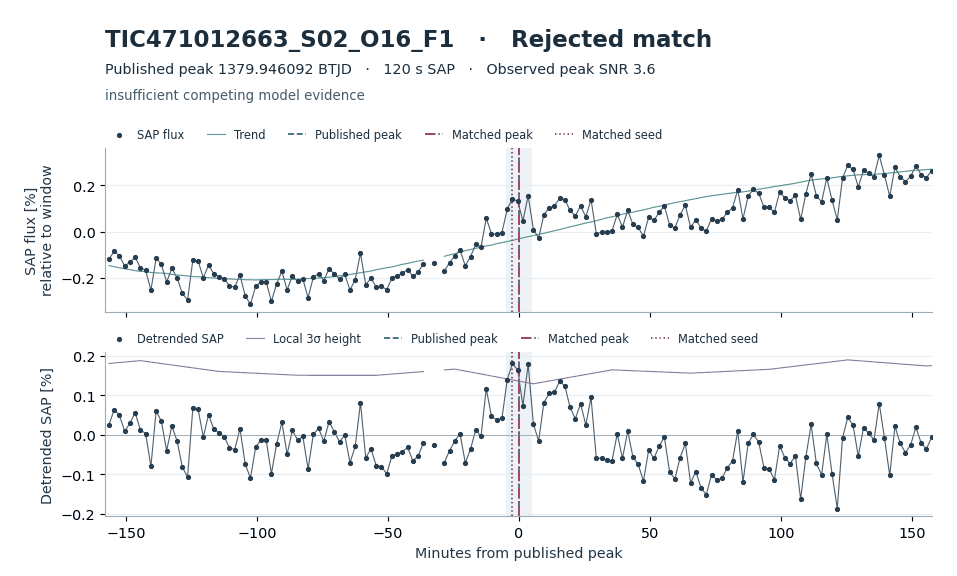 TIC471012663_S02_O16_F1 · Rejected match
Published peak 1379.946092 BTJD · 120 s SAP · Observed peak SNR 3.6
insufficient competing model evidence
SAP flux Trend Published peak Matched peak Matched seed
SAP flux [%]
relative to window
0.2
0.0
−0.2
Detrended SAP Local 3σ height Published peak Matched peak Matched seed
Detrended SAP [%]
0.2
0.1
0.0
−0.1
−0.2
−150 −100 −50 0 50 100 150
Minutes from published peak